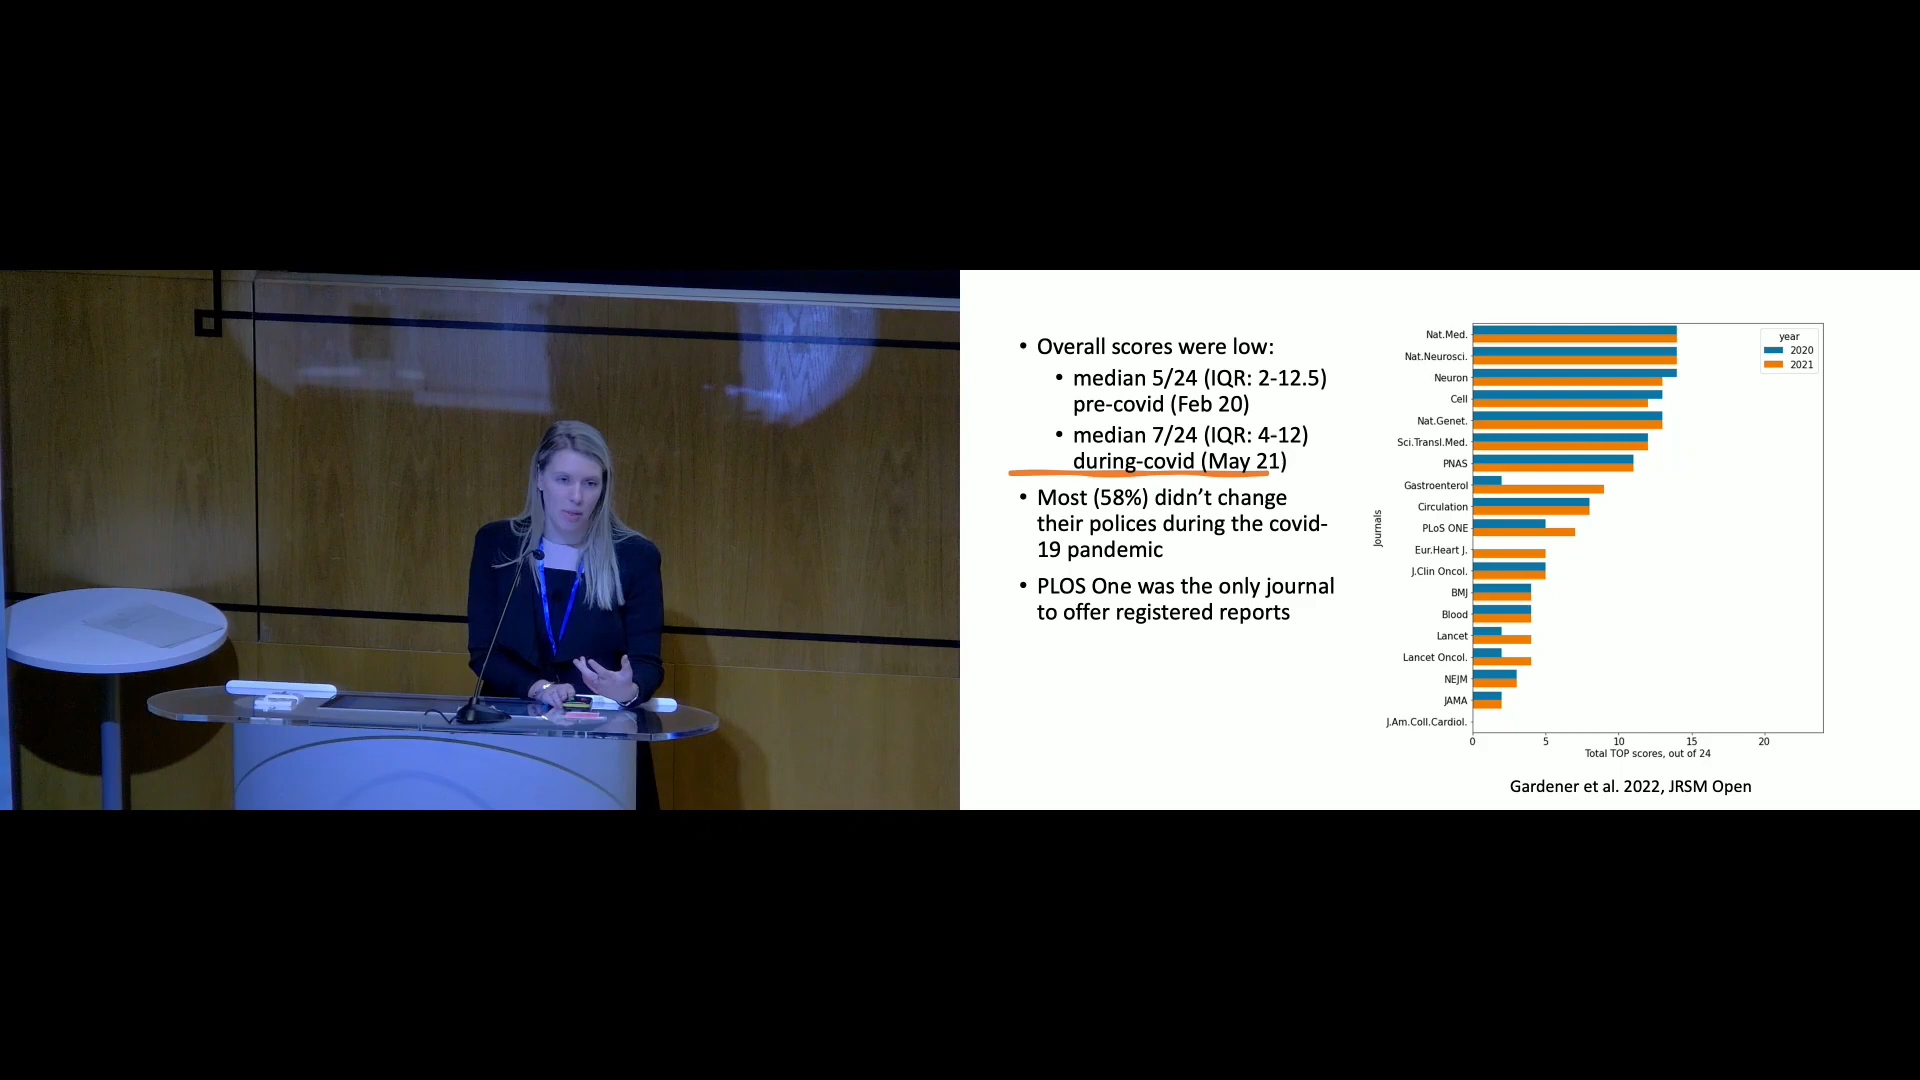 • Overall scores were low:
• median 5/24 (IQR: 2-12.5)
pre-covid (Feb 20)
• median 7/24 (IQR: 4-12)
during-covid (May 21)
• Most (58%) didn’t change
their polices during the covid-
19 pandemic
• PLOS One was the only journal
to offer registered reports
year
2020
2021
Journals
Nat.Med.
Nat.Neurosci.
Neuron
Cell
Nat.Genet.
Sci.Transl.Med.
PNAS
Gastroenterol
Circulation
PLoS ONE
Eur.Heart J.
J.Clin Oncol.
BMJ
Blood
Lancet
Lancet Oncol.
NEJM
JAMA
J.Am.Coll.Cardiol.
0 5 10 15 20
Total TOP scores, out of 24
Gardener et al. 2022, JRSM Open